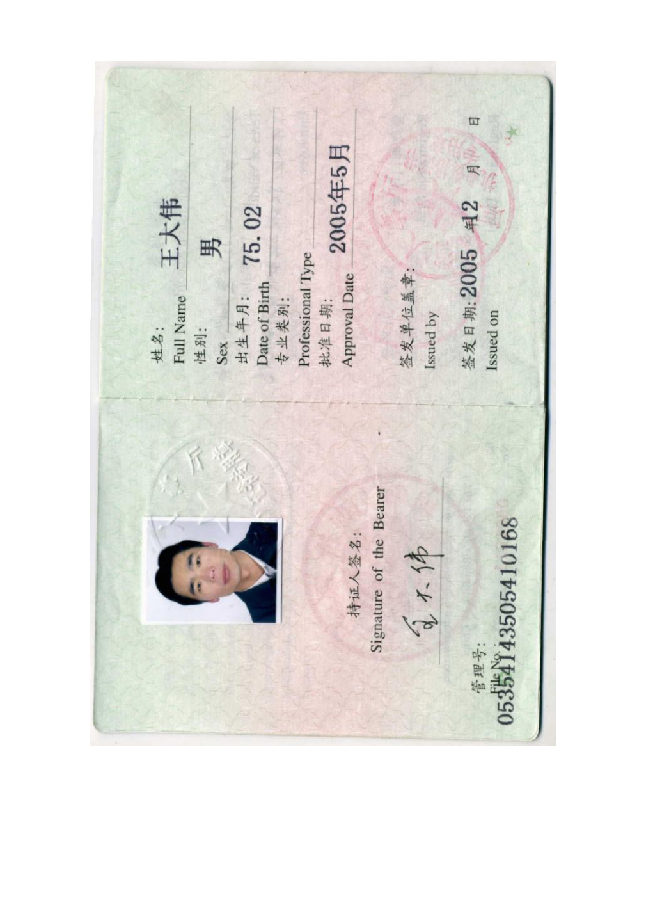 姓名: 王大伟
Full Name
性别: 男
Sex
出生年月: 75.02
Date of Birth
专业类别:
Professional Type
批准日期: 2005年5月
Approval Date
签发单位盖章:
Issued by
签发日期: 2005 年12 月 日
Issued on
持证人签名:
Signature of the Bearer
王大伟
管理号:
File No.:
05354143505410168